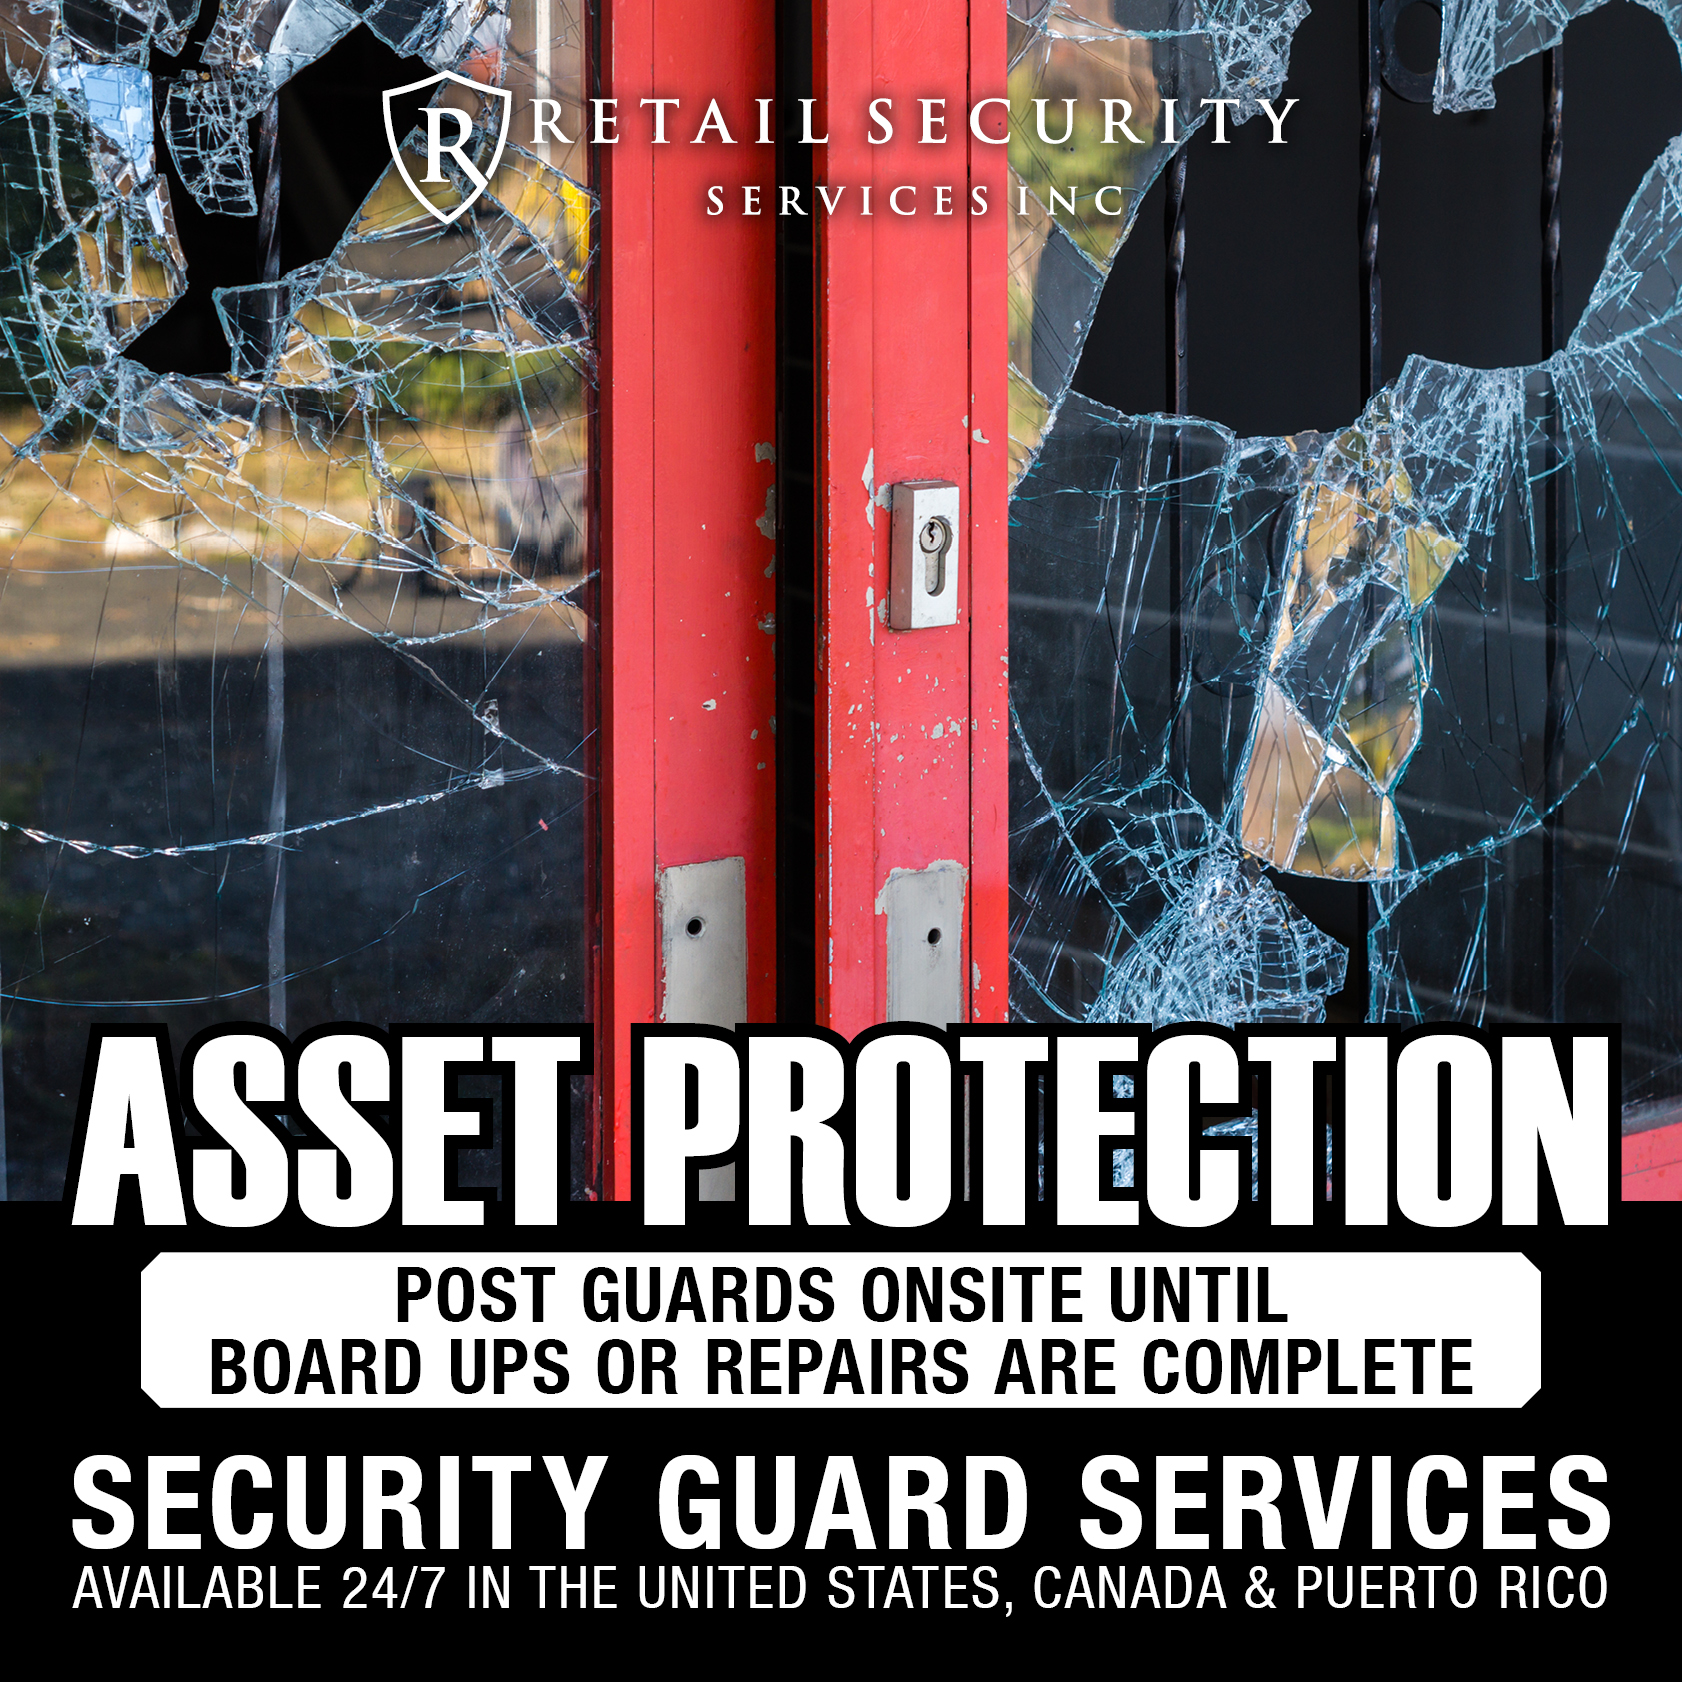 R RETAIL SECURITY
SERVICES INC
ASSET PROTECTION
POST GUARDS ONSITE UNTIL
BOARD UPS OR REPAIRS ARE COMPLETE
SECURITY GUARD SERVICES
AVAILABLE 24/7 IN THE UNITED STATES, CANADA & PUERTO RICO